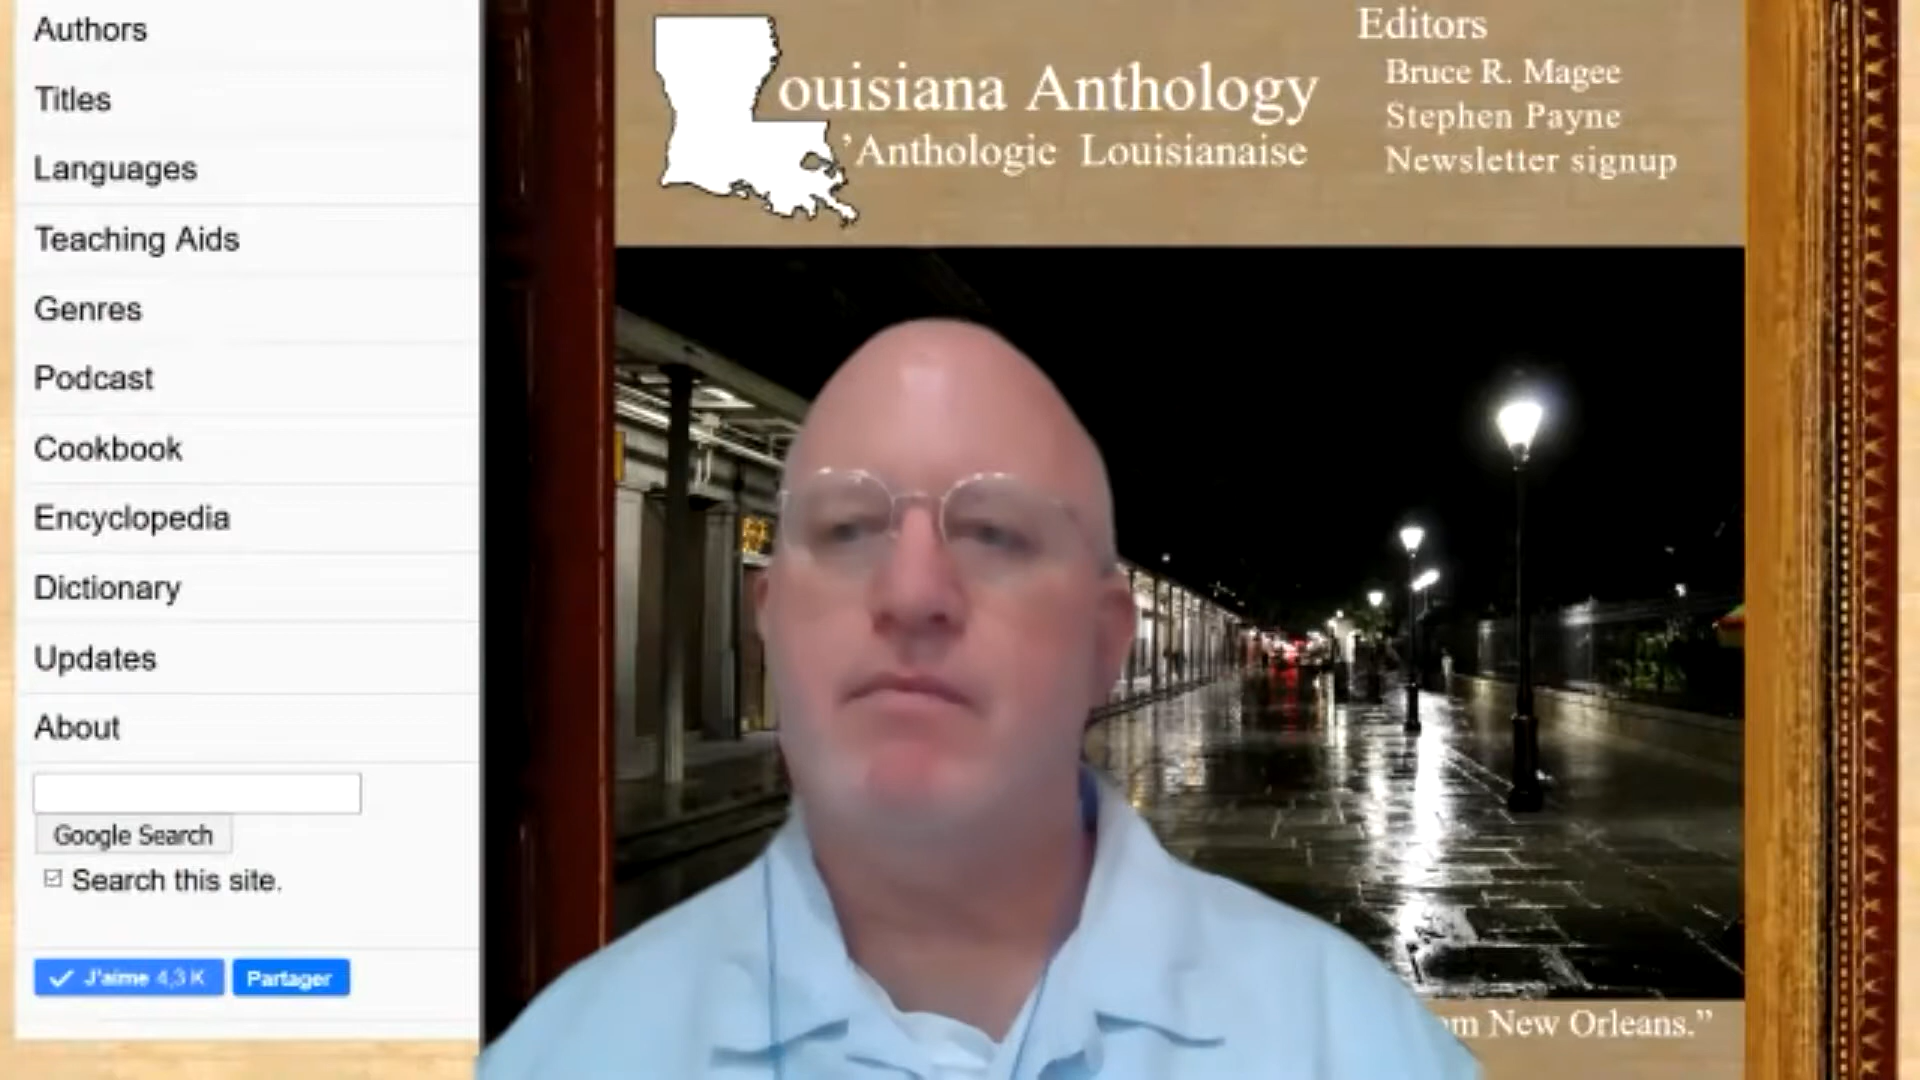 Authors
Titles
Languages
Teaching Aids
Genres
Podcast
Cookbook
Encyclopedia
Dictionary
Updates
About
Google Search
Search this site.
J'aime 4,3 K
Partager
ouisiana Anthology
’Anthologie Louisianaise
Editors
Bruce R. Magee
Stephen Payne
Newsletter signup
New Orleans.”